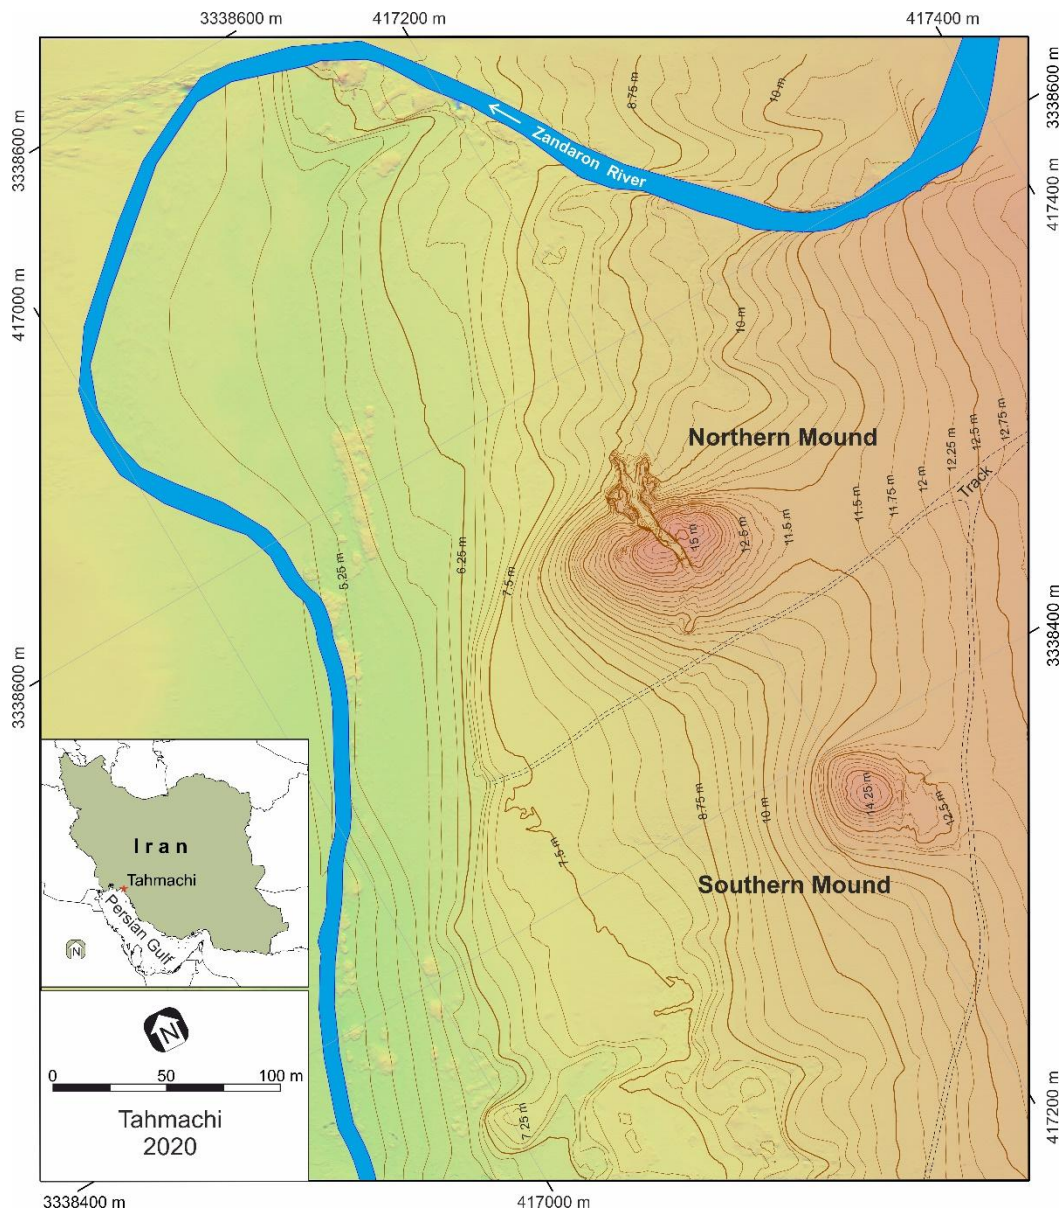 3338600 m
417200 m
417400 m
3338600 m
3338600 m
417400 m
417000 m
3338400 m
3338600 m
417200 m
3338400 m
417000 m
8.75 m
10 m
Zandaron River
10 m
Northern Mound
12.75 m
12.5 m
12.25 m
12 m
11.75 m
11.5 m
Track
15 m
12.5 m
11.5 m
5.25 m
6.25 m
7.5 m
14.25 m
12.5 m
8.75 m
10 m
7.5 m
Southern Mound
7.25 m
Iran
Tahmachi
Persian Gulf
N
N
0 50 100 m
Tahmachi
2020